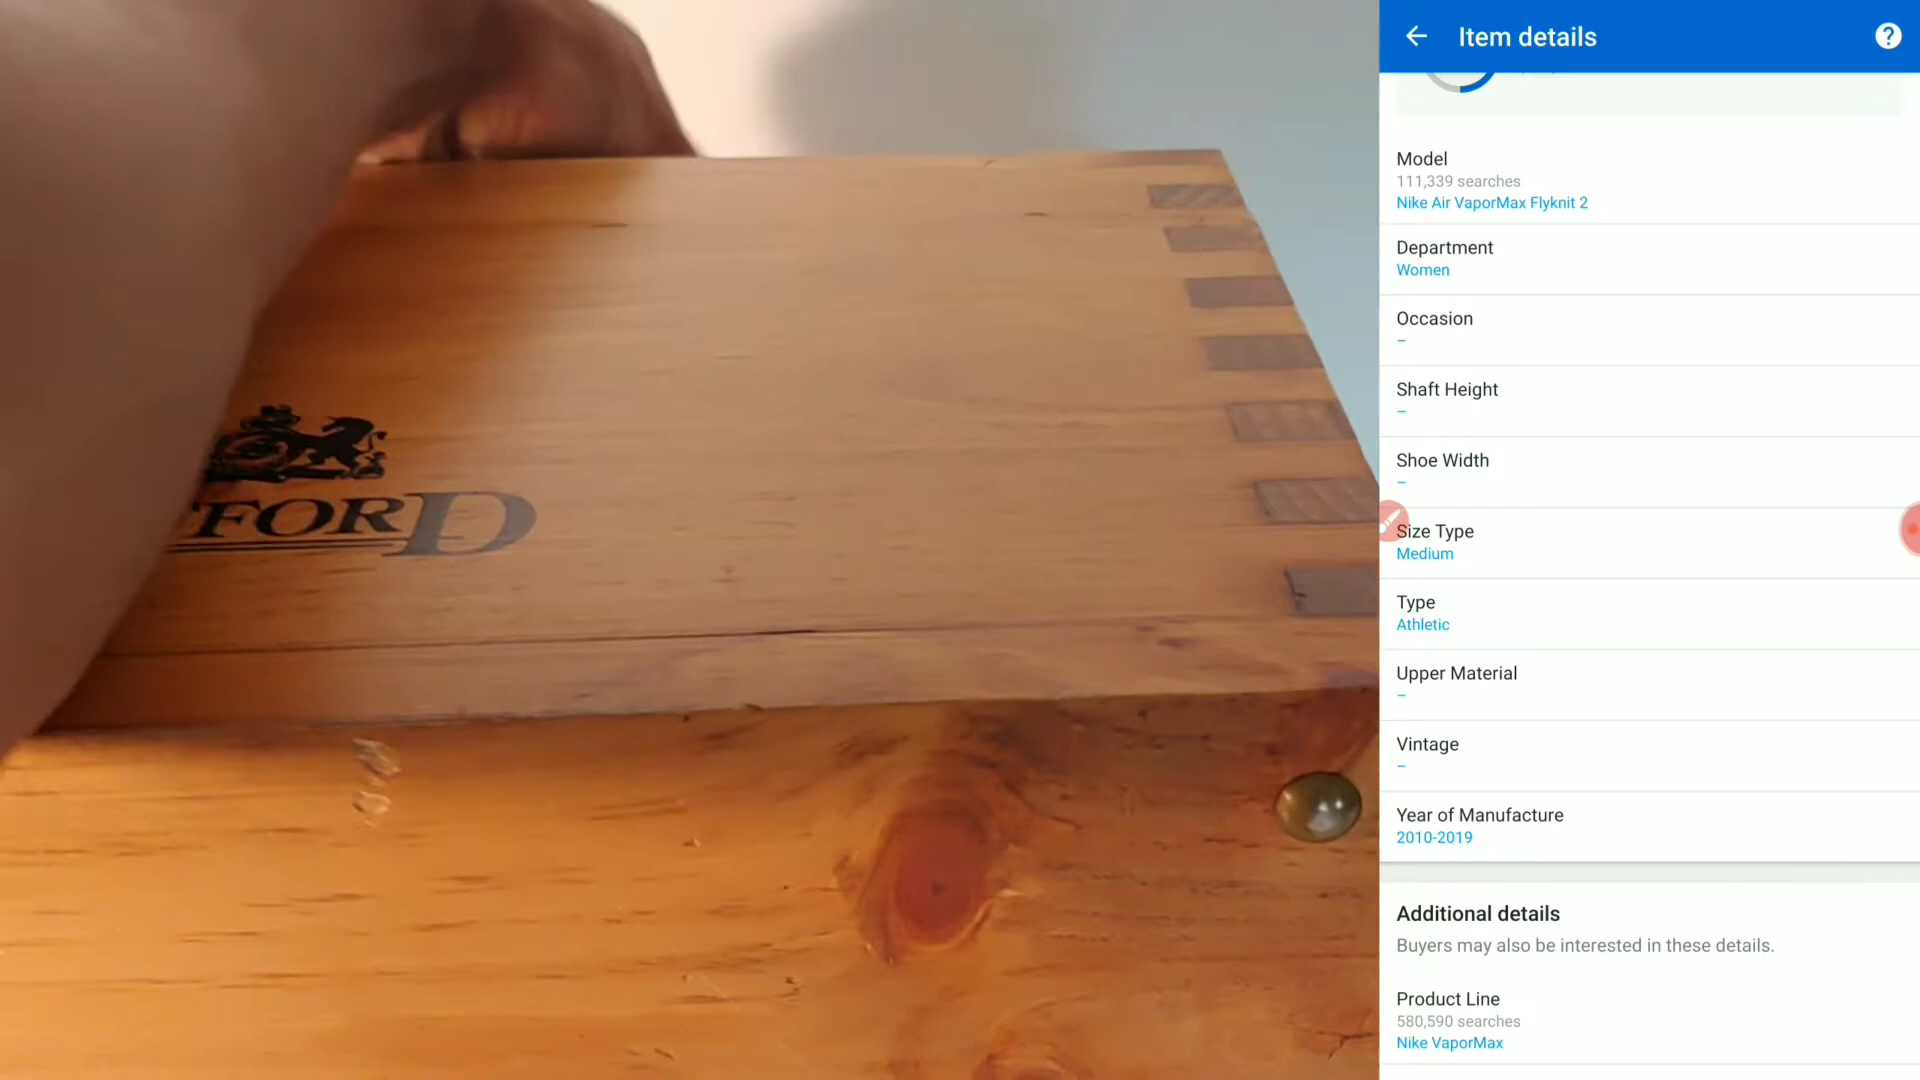 FORD
Item details
?
Model
111,339 searches
Nike Air VaporMax Flyknit 2
Department
Women
Occasion
–
Shaft Height
–
Shoe Width
–
Size Type
Medium
Type
Athletic
Upper Material
–
Vintage
–
Year of Manufacture
2010-2019
Additional details
Buyers may also be interested in these details.
Product Line
580,590 searches
Nike VaporMax